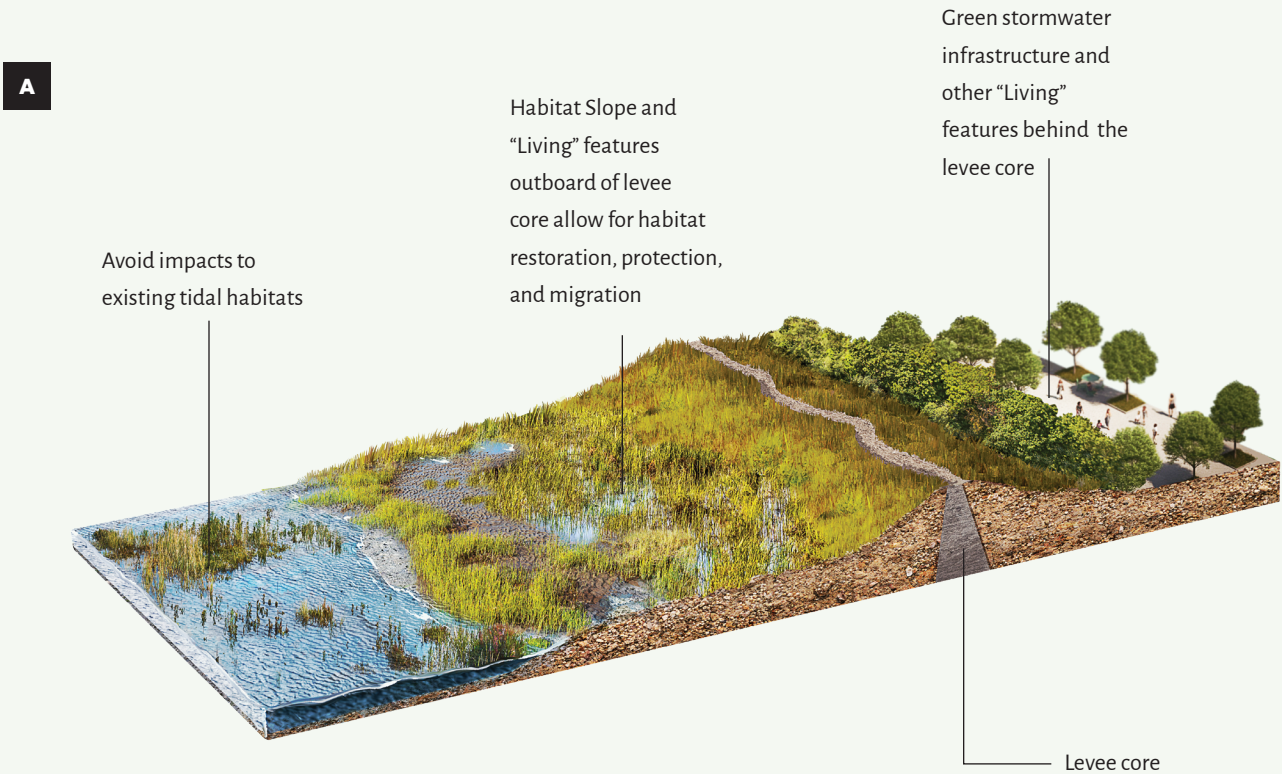 A
Green stormwater
infrastructure and
other “Living”
features behind the
levee core
Habitat Slope and
“Living” features
outboard of levee
core allow for habitat
restoration, protection,
and migration
Avoid impacts to
existing tidal habitats
Levee core